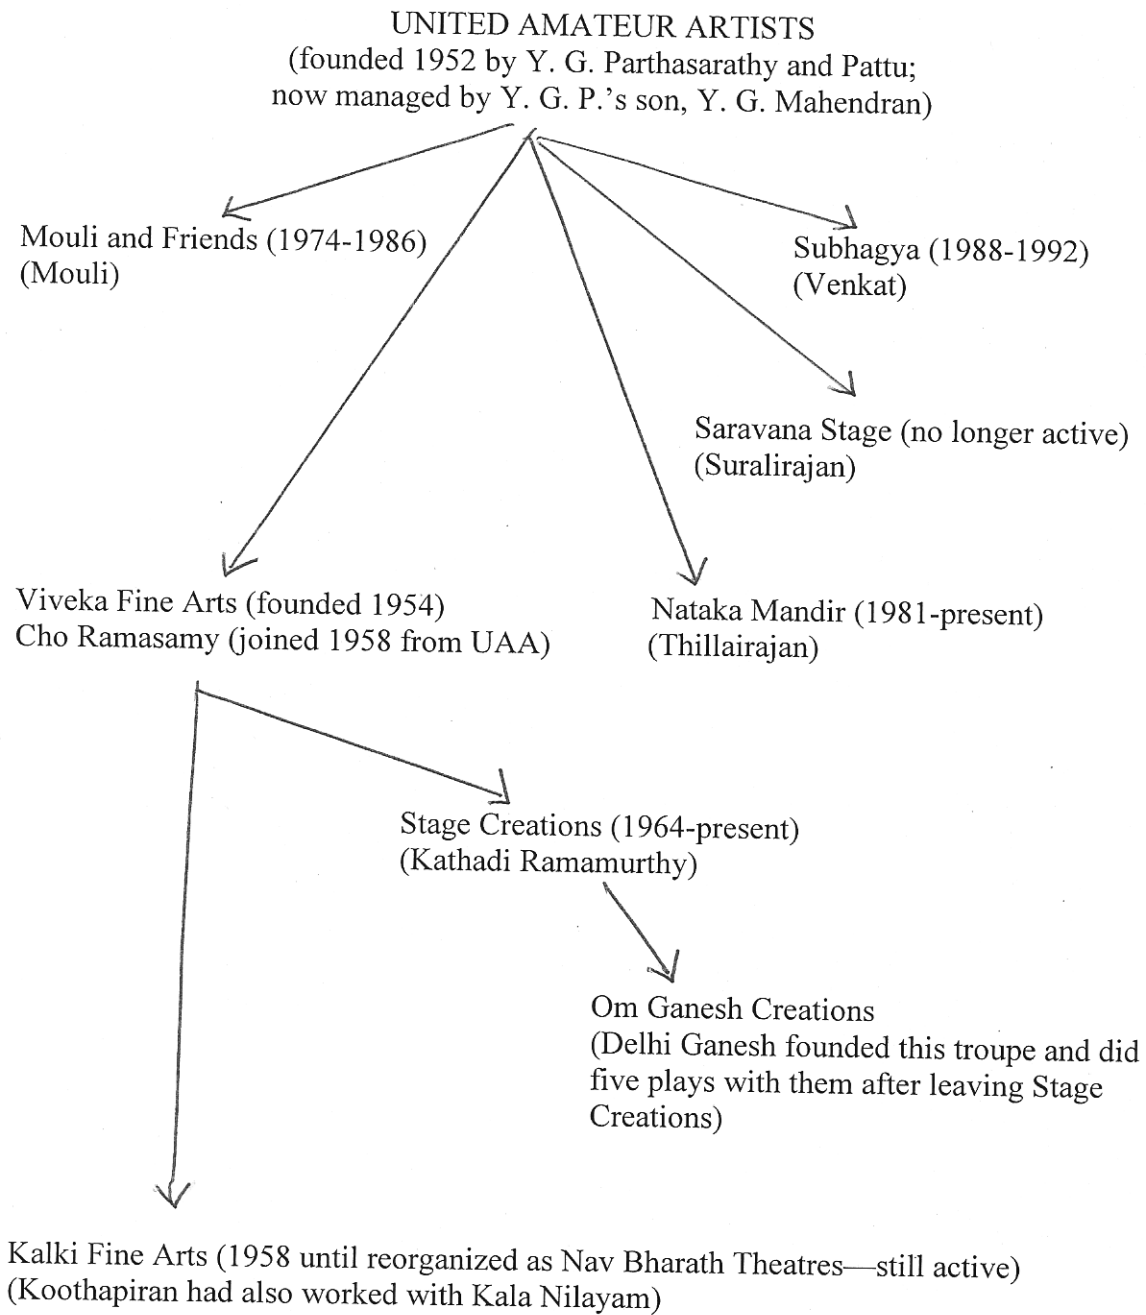 UNITED AMATEUR ARTISTS
(founded 1952 by Y. G. Parthasarathy and Pattu;
now managed by Y. G. P.'s son, Y. G. Mahendran)
Mouli and Friends (1974-1986)
(Mouli)
Subhagya (1988-1992)
(Venkat)
Saravana Stage (no longer active)
(Suralirajan)
Viveka Fine Arts (founded 1954)
Cho Ramasamy (joined 1958 from UAA)
Nataka Mandir (1981-present)
(Thillairajan)
Stage Creations (1964-present)
(Kathadi Ramamurthy)
Om Ganesh Creations
(Delhi Ganesh founded this troupe and did
five plays with them after leaving Stage
Creations)
Kalki Fine Arts (1958 until reorganized as Nav Bharath Theatres—still active)
(Koothapiran had also worked with Kala Nilayam)